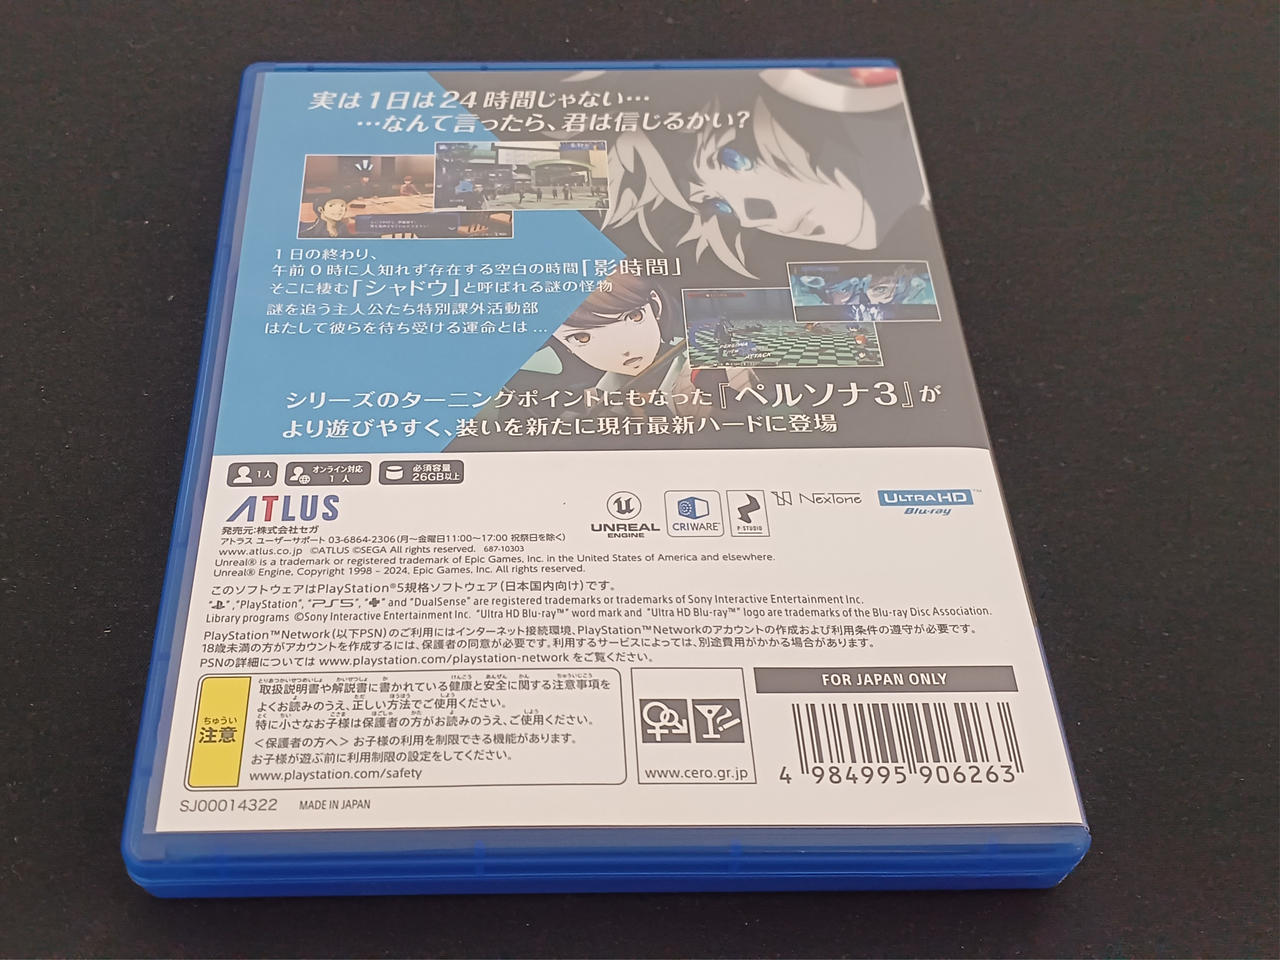 実は1日は24時間じゃない…
…なんて言ったら、君は信じるかい?
1日の終わり、
午前0時に人知れず存在する空白の時間「影時間」
そこに棲む「シャドウ」と呼ばれる謎の怪物
謎を追う主人公たち特別課外活動部
はたして彼らを待ち受ける運命とは…
シリーズのターニングポイントにもなった『ペルソナ3』が
より遊びやすく、装いを新たに現行最新ハードに登場
1人
オンライン対応
1人
必須容量
26GB以上
ATLUS
発売元:株式会社セガ
アトラス ユーザーサポート 03-6864-2306(月〜金曜日11:00〜17:00 祝祭日を除く)
www.atlus.co.jp ©ATLUS ©SEGA All rights reserved. 687-10303
UNREAL
ENGINE
CRIWARE
P-STUDIO
NexTone
ULTRA HD
Blu-ray™
Unreal® is a trademark or registered trademark of Epic Games, Inc. in the United States of America and elsewhere.
Unreal® Engine, Copyright 1998 - 2024, Epic Games, Inc. All rights reserved.
このソフトウェアはPlayStation®5規格ソフトウェア(日本国内向け)です。
" ", "PlayStation", "PS5", " " and "DualSense" are registered trademarks or trademarks of Sony Interactive Entertainment Inc.
Library programs ©Sony Interactive Entertainment Inc. "Ultra HD Blu-ray™" word mark and "Ultra HD Blu-ray™" logo are trademarks of the Blu-ray Disc Association.
PlayStation™Network(以下PSN)のご利用にはインターネット接続環境、PlayStation™Networkのアカウントの作成および利用条件の遵守が必要です。
18歳未満の方がアカウントを作成するには、保護者の同意が必要です。利用するサービスによっては、別途費用がかかる場合があります。
PSNの詳細については www.playstation.com/playstation-network をご覧ください。
ちゅうい
注意
取扱説明書や解説書に書かれている健康と安全に関する注意事項を
よくお読みのうえ、正しい方法でご使用ください。
特に小さなお子様は保護者の方がお読みのうえ、ご使用ください。
<保護者の方へ> お子様の利用を制限できる機能があります。
お子様が遊ぶ前に利用制限の設定をしてください。
www.playstation.com/safety
www.cero.gr.jp
FOR JAPAN ONLY
4 984995 906263
SJ00014322 MADE IN JAPAN